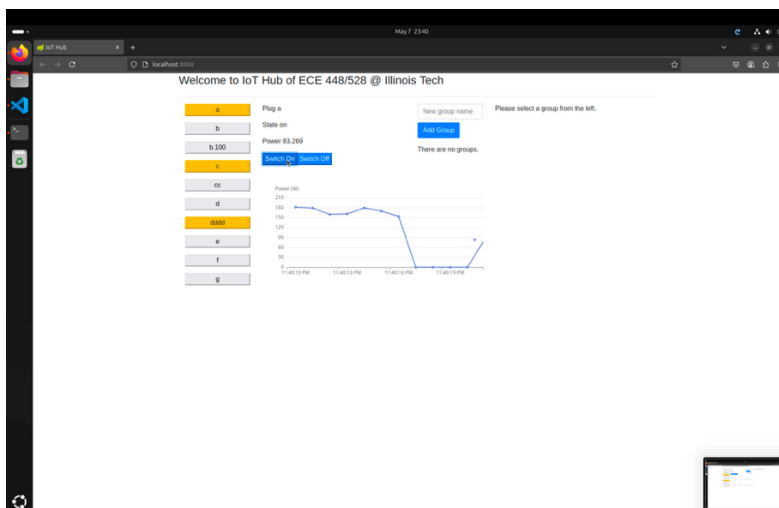 May 7 23:40
IoT Hub
localhost:8080
Welcome to IoT Hub of ECE 448/528 @ Illinois Tech
a
b
b.100
c
cc
d
dddd
e
f
g
Plug a
State on
Power 83.269
Switch On Switch Off
Power (W)
210
180
150
120
90
60
30
0
11:40:10 PM 11:40:13 PM 11:40:16 PM 11:40:19 PM
New group name
Add Group
There are no groups.
Please select a group from the left.